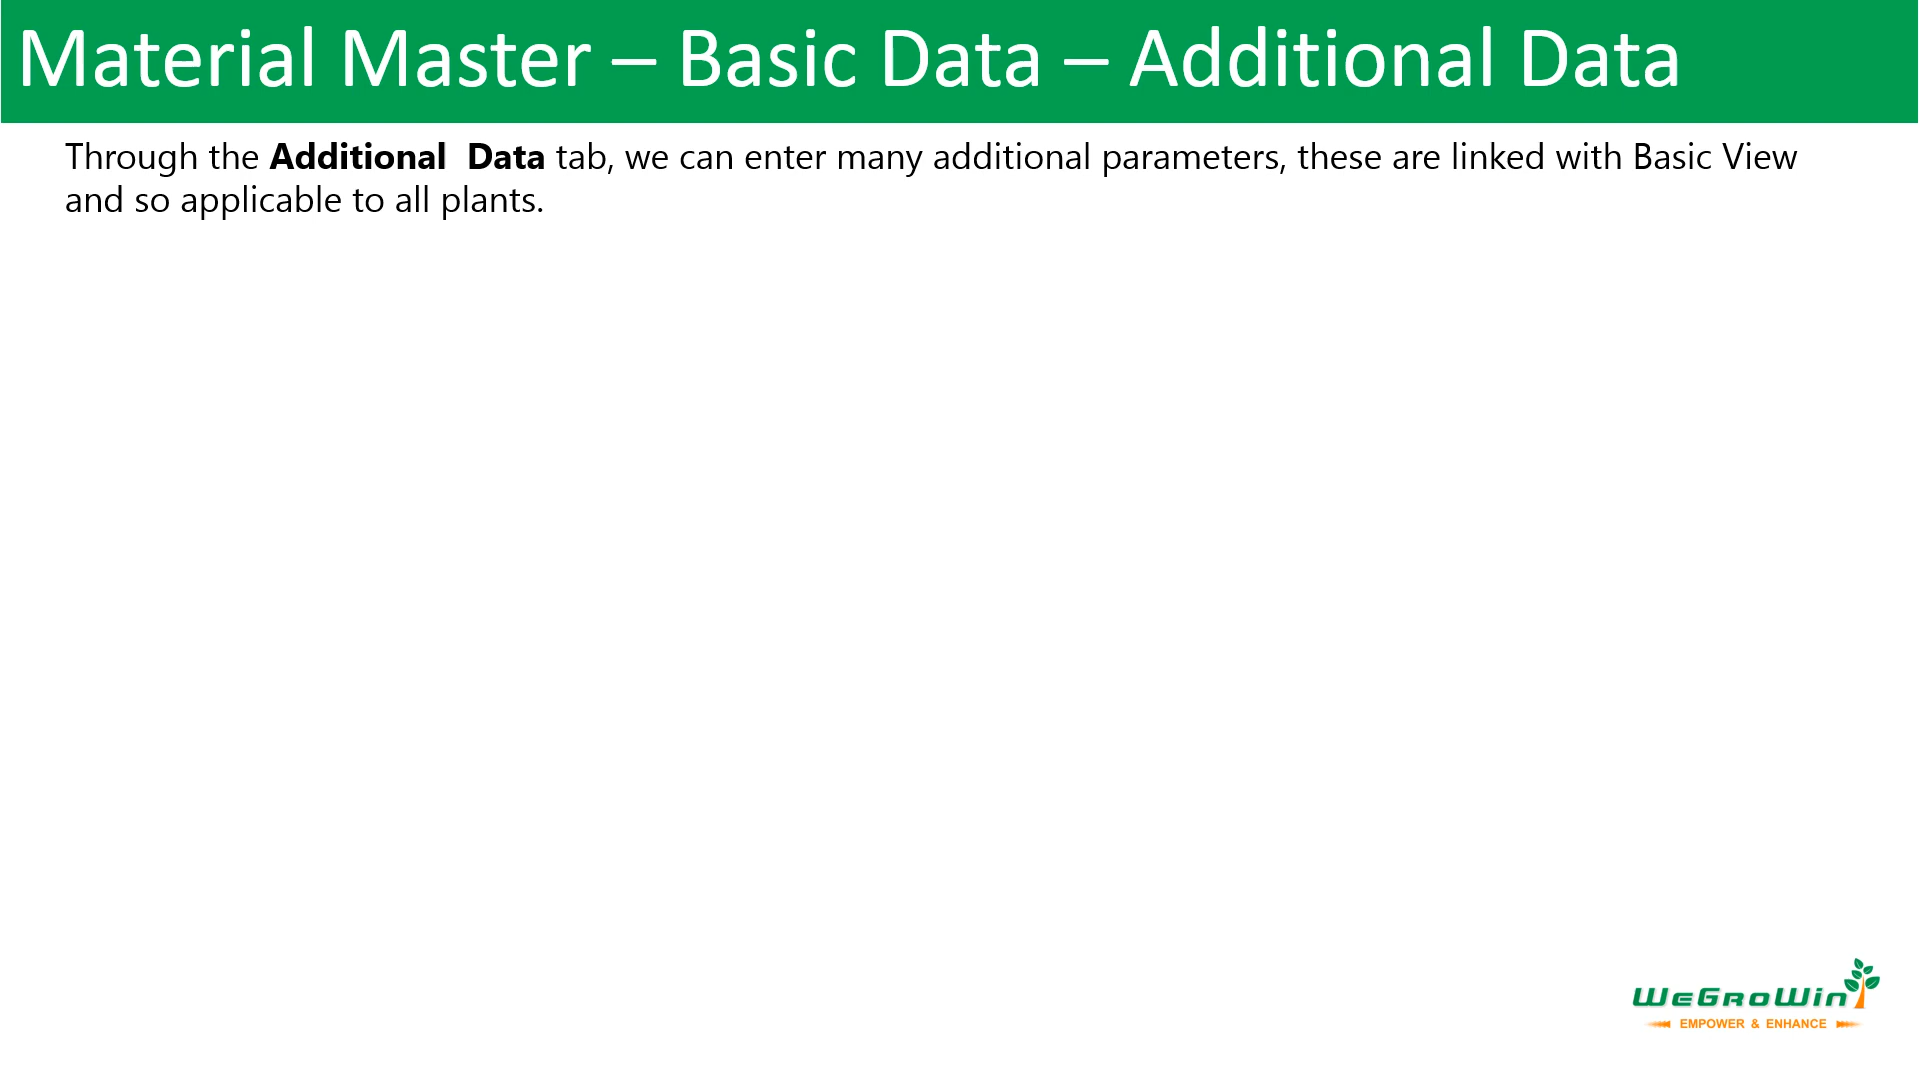 Material Master – Basic Data – Additional Data
Through the Additional  Data tab, we can enter many additional parameters, these are linked with Basic View
and so applicable to all plants.
WeGroWin
EMPOWER & ENHANCE